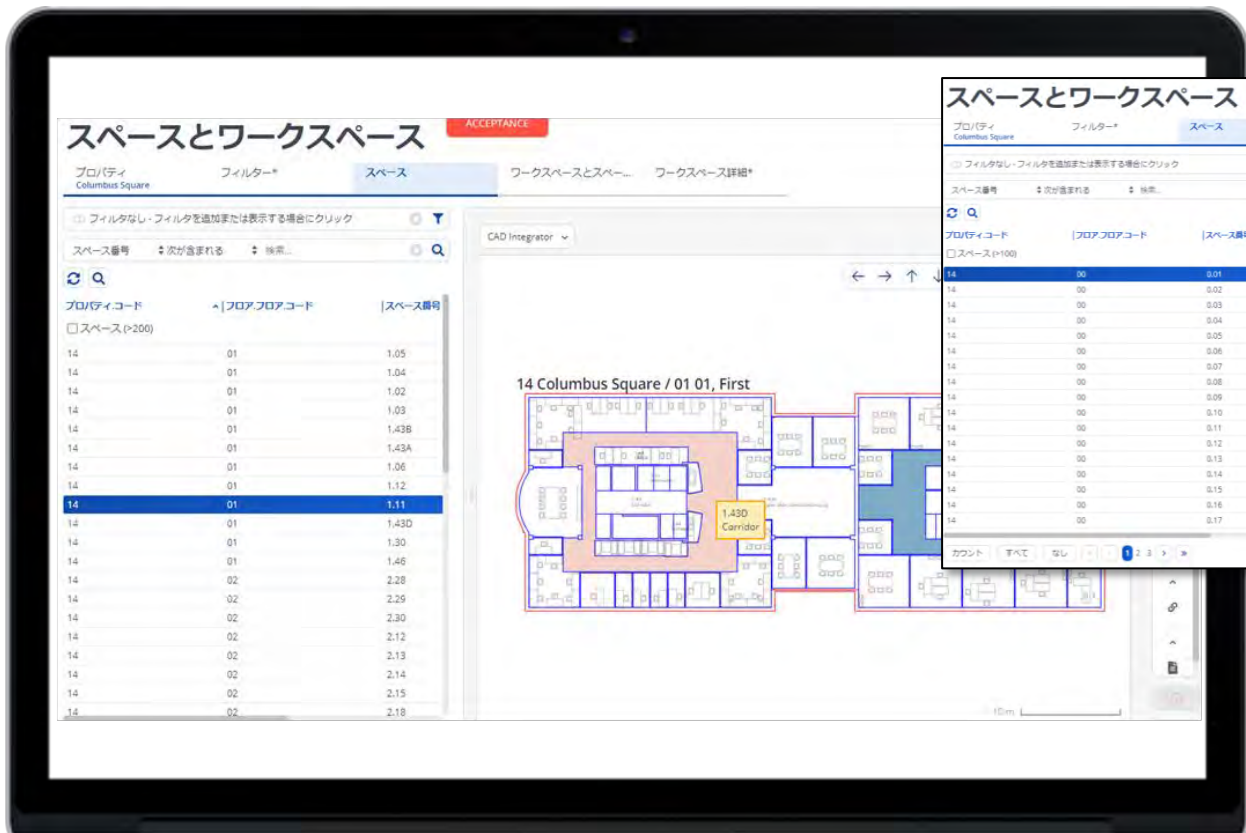 スペースとワークスペース
ACCEPTANCE
プロパティ
Columbus Square
フィルター*
スペース
ワークスペースとスペー...
ワークスペース詳細*
フィルタなし - フィルタを追加または表示する場合にクリック
スペース番号 次が含まれる 検索...
プロパティ.コード |フロア.フロア.コード |スペース番号
スペース (>200)
14 01 1.05
14 01 1.04
14 01 1.02
14 01 1.03
14 01 1.43B
14 01 1.43A
14 01 1.06
14 01 1.12
14 01 1.11
14 01 1.43D
14 01 1.30
14 01 1.46
14 02 2.28
14 02 2.29
14 02 2.30
14 02 2.12
14 02 2.13
14 02 2.14
14 02 2.15
14 02 2.18
CAD Integrator
14 Columbus Square / 01 01, First
1.43D
Corridor
10 m
スペースとワークスペース
プロパティ
Columbus Square
フィルター*
スペース
フィルタなし - フィルタを追加または表示する場合にクリック
スペース番号 次が含まれる 検索...
プロパティ.コード |フロア.フロア.コード |スペース番
スペース (>100)
14 00 0.01
14 00 0.02
14 00 0.03
14 00 0.04
14 00 0.05
14 00 0.06
14 00 0.07
14 00 0.08
14 00 0.09
14 00 0.10
14 00 0.11
14 00 0.12
14 00 0.13
14 00 0.14
14 00 0.15
14 00 0.16
14 00 0.17
カウント すべて なし « ‹ 1 2 3 › »